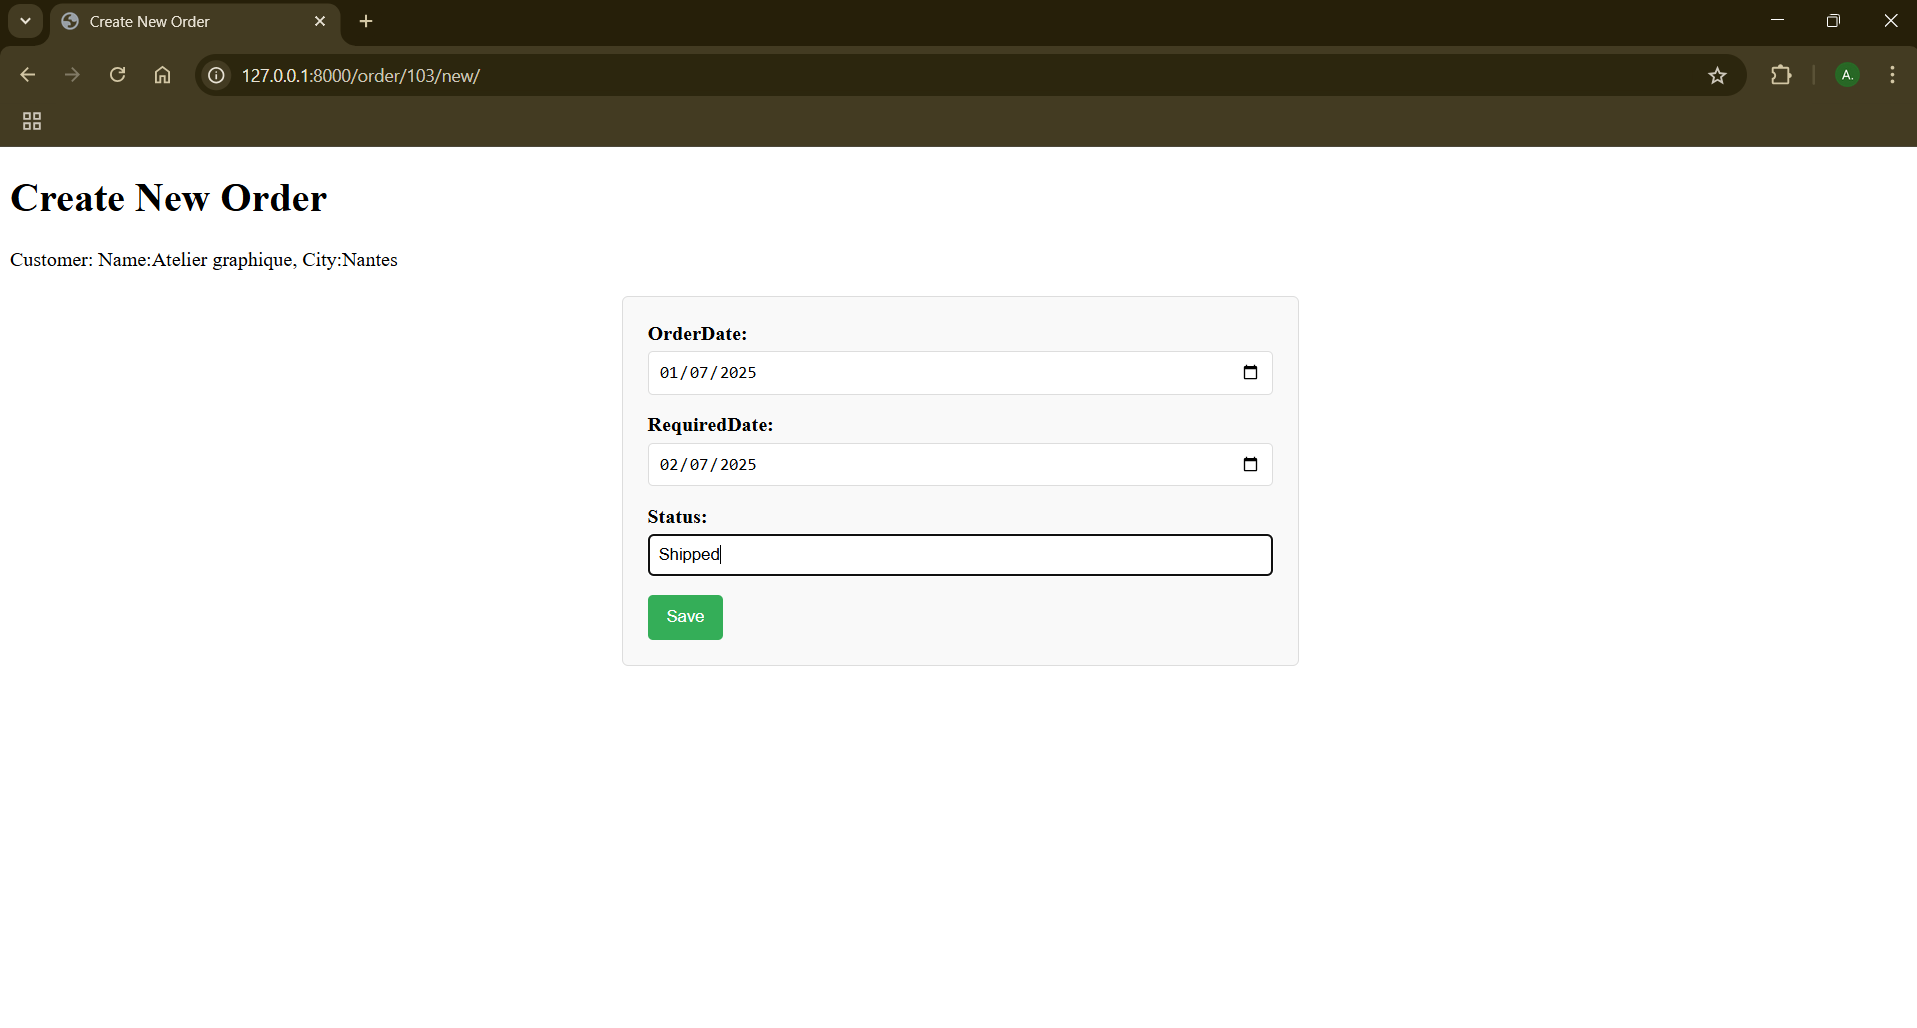 Create New Order
127.0.0.1:8000/order/103/new/
A.
Create New Order
Customer: Name:Atelier graphique, City:Nantes
OrderDate:
01/07/2025
RequiredDate:
02/07/2025
Status:
Shipped
Save